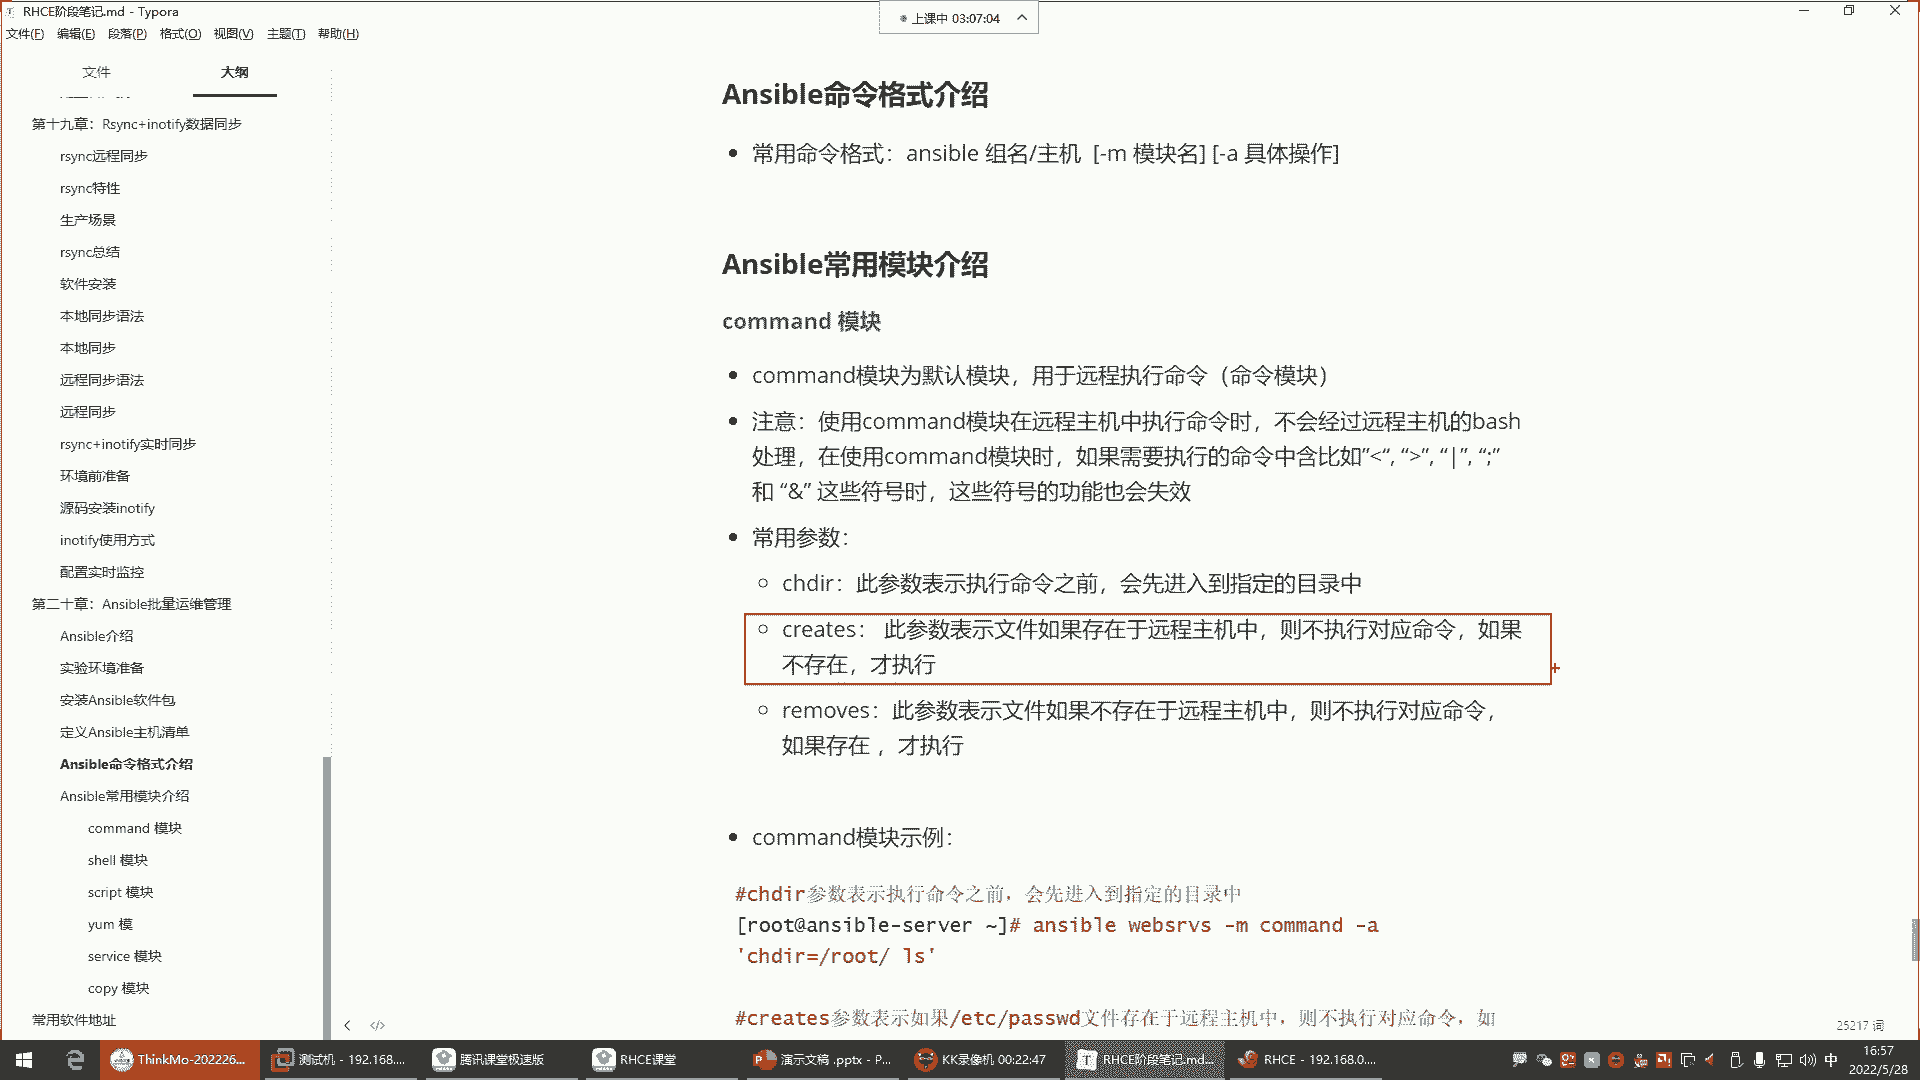 RHCE阶段笔记.md - Typora
上课中 03:07:04
文件(F) 编辑(E) 段落(P) 格式(O) 视图(V) 主题(T) 帮助(H)
文件 大纲
第十九章：Rsync+inotify数据同步
rsync远程同步
rsync特性
生产场景
rsync总结
软件安装
本地同步语法
本地同步
远程同步语法
远程同步
rsync+inotify实时同步
环境前准备
源码安装inotify
inotify使用方式
配置实时监控
第二十章：Ansible批量运维管理
Ansible介绍
实验环境准备
安装Ansible软件包
定义Ansible主机清单
Ansible命令格式介绍
Ansible常用模块介绍
command 模块
shell 模块
script 模块
yum 模
service 模块
copy 模块
常用软件地址
Ansible命令格式介绍
常用命令格式：ansible 组名/主机 [-m 模块名] [-a 具体操作]
Ansible常用模块介绍
command 模块
command模块为默认模块，用于远程执行命令（命令模块）
注意：使用command模块在远程主机中执行命令时，不会经过远程主机的bash
处理，在使用command模块时，如果需要执行的命令中含比如”<“, “>”, “|”, “;”
和 “&” 这些符号时，这些符号的功能也会失效
常用参数：
chdir：此参数表示执行命令之前，会先进入到指定的目录中
creates： 此参数表示文件如果存在于远程主机中，则不执行对应命令，如果
不存在，才执行
removes：此参数表示文件如果不存在于远程主机中，则不执行对应命令，
如果存在 ，才执行
command模块示例：
#chdir参数表示执行命令之前，会先进入到指定的目录中
[root@ansible-server ~]# ansible websrvs -m command -a
'chdir=/root/ ls'
#creates参数表示如果/etc/passwd文件存在于远程主机中，则不执行对应命令，如
25217 词
ThinkMo-202226... 测试机 - 192.168.... 腾讯课堂极速版 RHCE课堂 演示文稿 .pptx - P... KK录像机 00:22:47 RHCE阶段笔记.md... RHCE - 192.168.0.... 中 16:57
2022/5/28